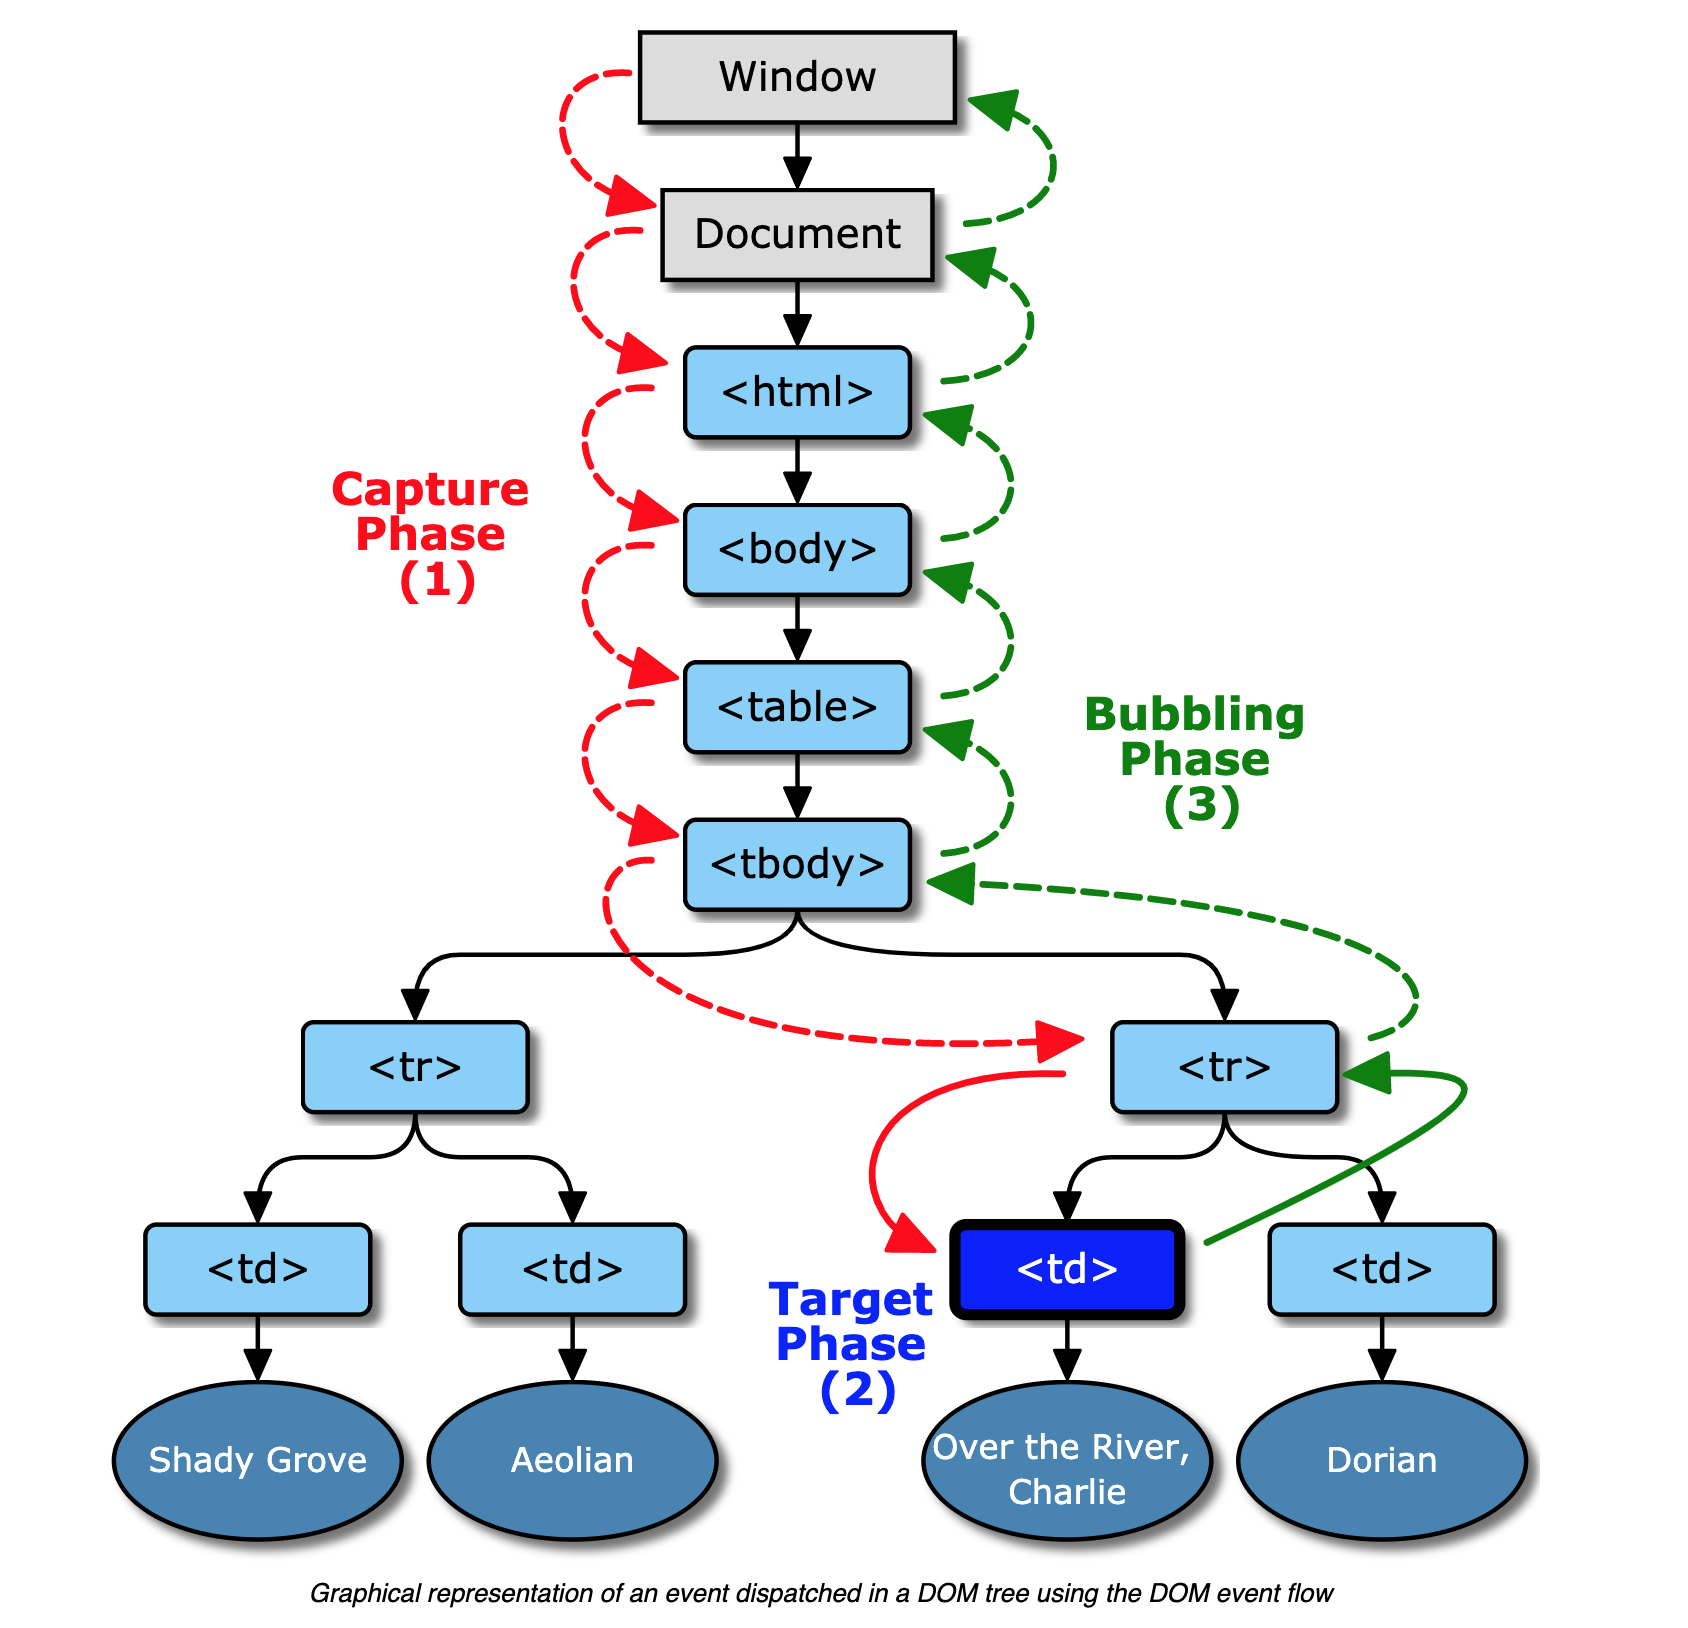 Window
Document
<html>
<body>
<table>
<tbody>
Capture
Phase
(1)
Bubbling
Phase
(3)
<tr>
<tr>
<td>
<td>
<td>
<td>
Target
Phase
(2)
Shady Grove
Aeolian
Over the River,
Charlie
Dorian
Graphical representation of an event dispatched in a DOM tree using the DOM event flow